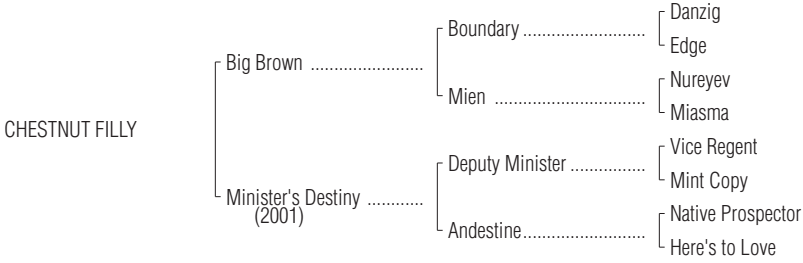 Danzig
Boundary ............................
Edge
Big Brown ..........................
Nureyev
Mien ..................................
Miasma
CHESTNUT FILLY
Vice Regent
Deputy Minister .................
Mint Copy
Minister's Destiny .............
(2001)
Native Prospector
Andestine............................
Here's to Love